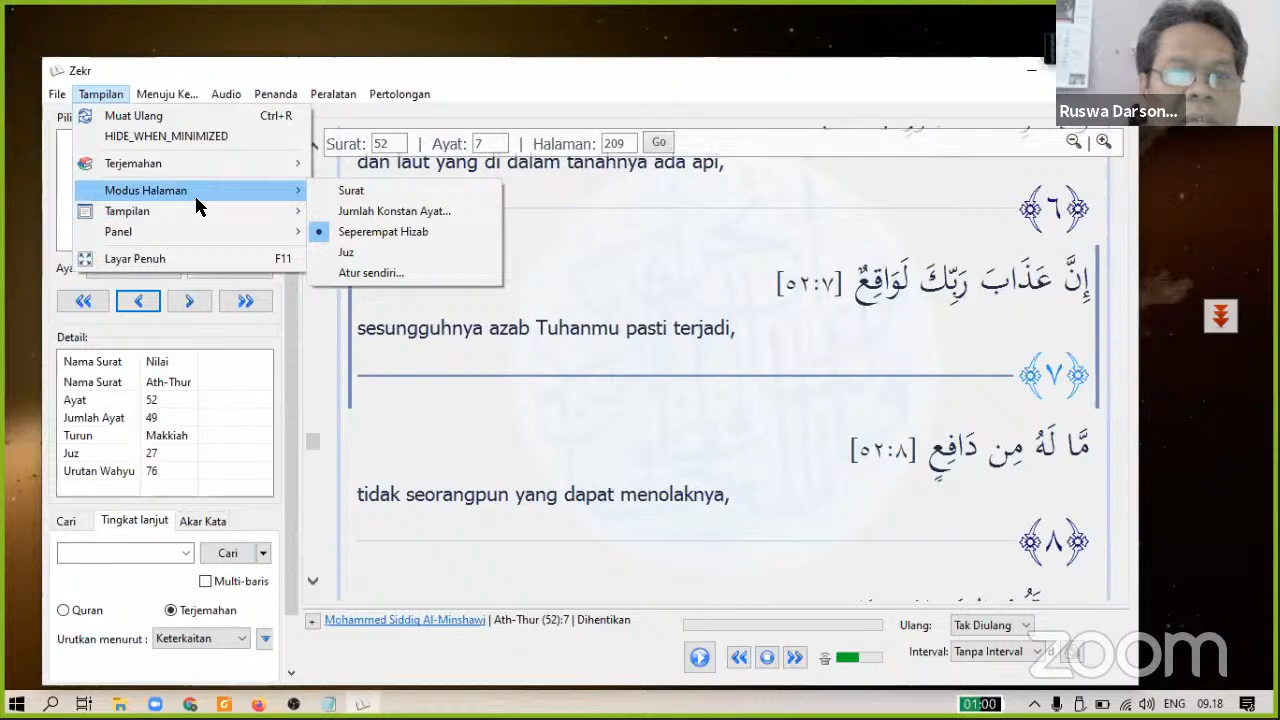 Zekr
Ruswa Darson...
File Tampilan Menuju Ke... Audio Penanda Peralatan Pertolongan
Muat Ulang Ctrl+R
HIDE_WHEN_MINIMIZED
Terjemahan
Modus Halaman
Tampilan
Panel
Layar Penuh F11
Surat
Jumlah Konstan Ayat...
Seperempat Hizab
Juz
Atur sendiri...
Surat: 52 | Ayat: 7 | Halaman: 209 Go
dan laut yang di dalam tanahnya ada api,
﴿٦﴾
إِنَّ عَذَابَ رَبِّكَ لَوَاقِعٌ [٥٢:٧]
sesungguhnya azab Tuhanmu pasti terjadi,
﴿٧﴾
مَّا لَهُ مِن دَافِعٍ [٥٢:٨]
tidak seorangpun yang dapat menolaknya,
﴿٨﴾
Detail:
Nama Surat Nilai
Nama Surat Ath-Thur
Ayat 52
Jumlah Ayat 49
Turun Makkiah
Juz 27
Urutan Wahyu 76
Cari Tingkat lanjut Akar Kata
Cari
Multi-baris
Quran Terjemahan
Urutkan menurut : Keterkaitan
Mohammed Siddiq Al-Minshawi | Ath-Thur (52):7 | Dihentikan
Ulang: Tak Diulang
Interval: Tanpa Interval
zoom
01:00 ENG 09.18